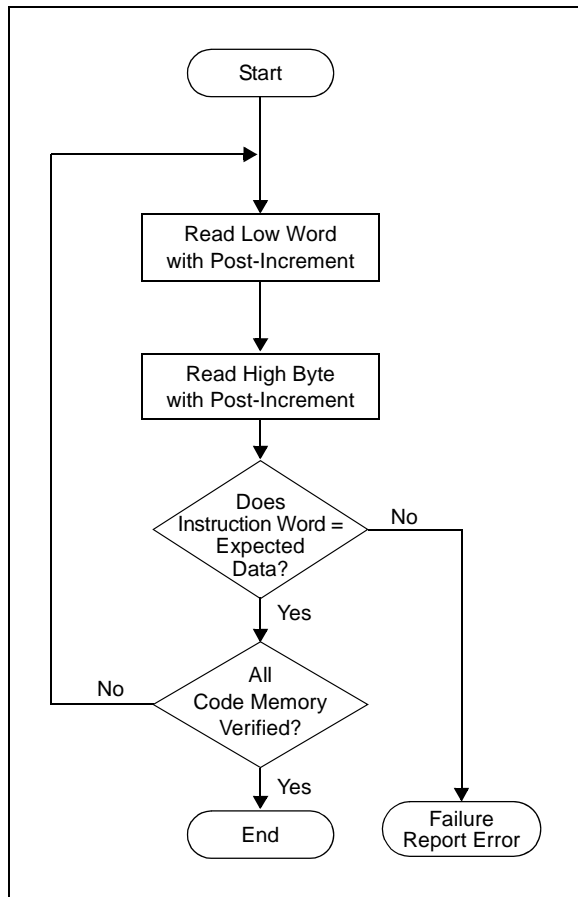 Start
Read Low Word
with Post-Increment
Read High Byte
with Post-Increment
Does
Instruction Word =
Expected
Data?
No
Yes
All
Code Memory
Verified?
No
Yes
End
Failure
Report Error